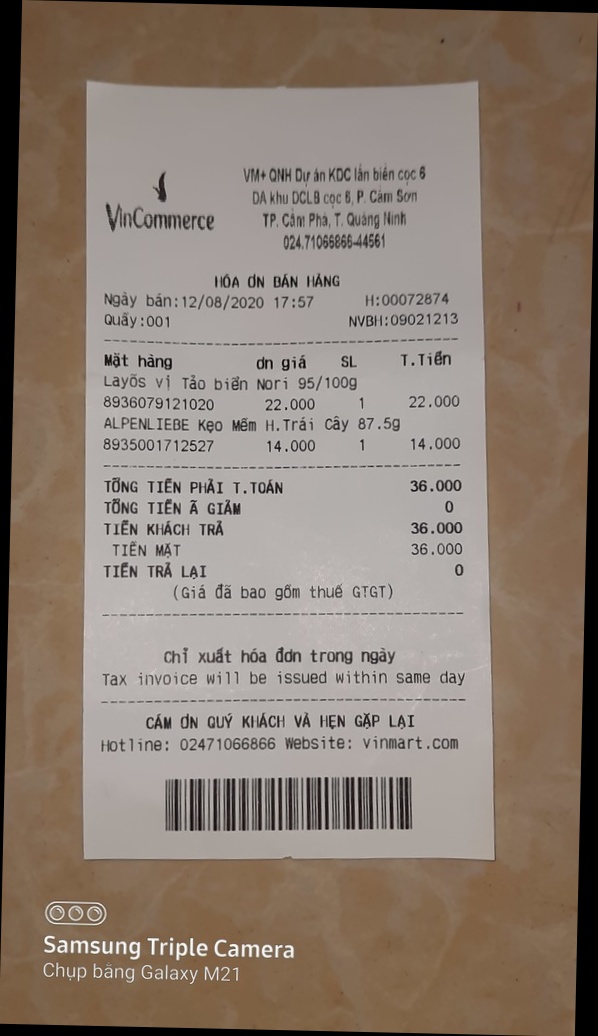 VinCommerce
VM+ QNH Dự án KDC lấn biển cọc 6
DA khu DCLB cọc 6, P. Cẩm Sơn
TP. Cẩm Phả, T. Quảng Ninh
024.71066866-44561
HÓA ƠN BÁN HÀNG
Ngày bán:12/08/2020 17:57 H:00072874
Quầy:001 NVBH:09021213
Mặt hàng ơn giá SL T.Tiền
Layõs vị Tảo biển Nori 95/100g
8936079121020 22.000 1 22.000
ALPENLIEBE Kẹo Mềm H.Trái Cây 87.5g
8935001712527 14.000 1 14.000
TỔNG TIỀN PHẢI T.TOÁN 36.000
TỔNG TIỀN Ã GIẢM 0
TIỀN KHÁCH TRẢ 36.000
TIỀN MẶT 36.000
TIỀN TRẢ LẠI 0
(Giá đã bao gồm thuế GTGT)
Chỉ xuất hóa đơn trong ngày
Tax invoice will be issued within same day
CẢM ƠN QUÝ KHÁCH VÀ HẸN GẶP LẠI
Hotline: 02471066866 Website: vinmart.com
Samsung Triple Camera
Chụp bằng Galaxy M21